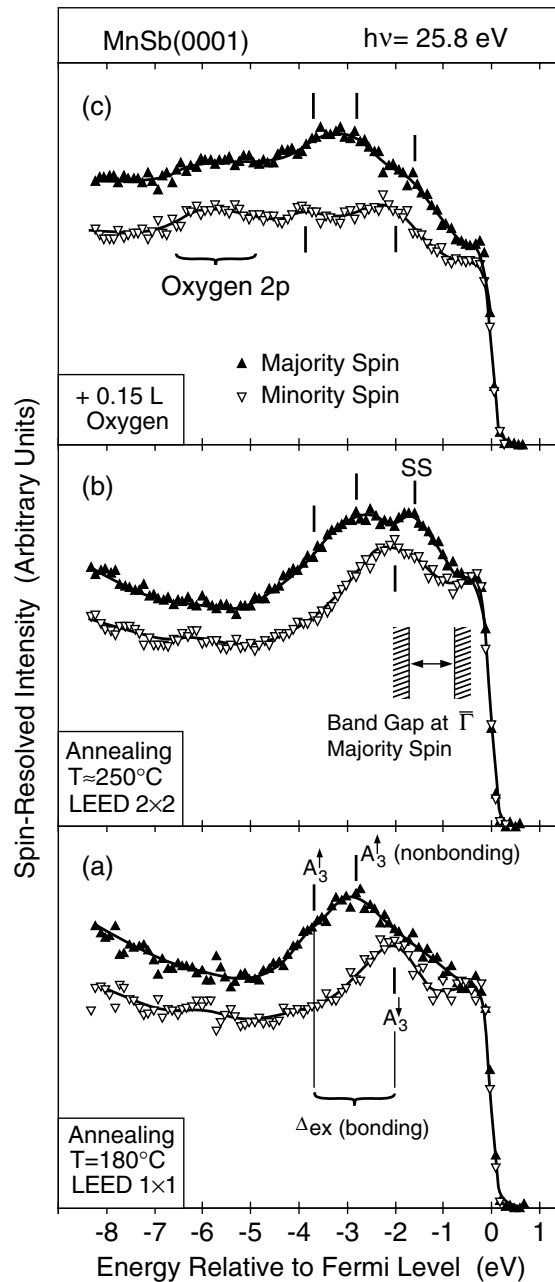 MnSb(0001) hν= 25.8 eV
(c)
Oxygen 2p
▲ Majority Spin
▽ Minority Spin
+ 0.15 L
Oxygen
Spin-Resolved Intensity (Arbitrary Units)
(b)
SS
Band Gap at Γ̅
Majority Spin
Annealing
T≈250°C
LEED 2×2
(a)
A₃↑
A₃↑ (nonbonding)
A₃↓
Δex (bonding)
Annealing
T=180°C
LEED 1×1
-8 -7 -6 -5 -4 -3 -2 -1 0 1
Energy Relative to Fermi Level (eV)